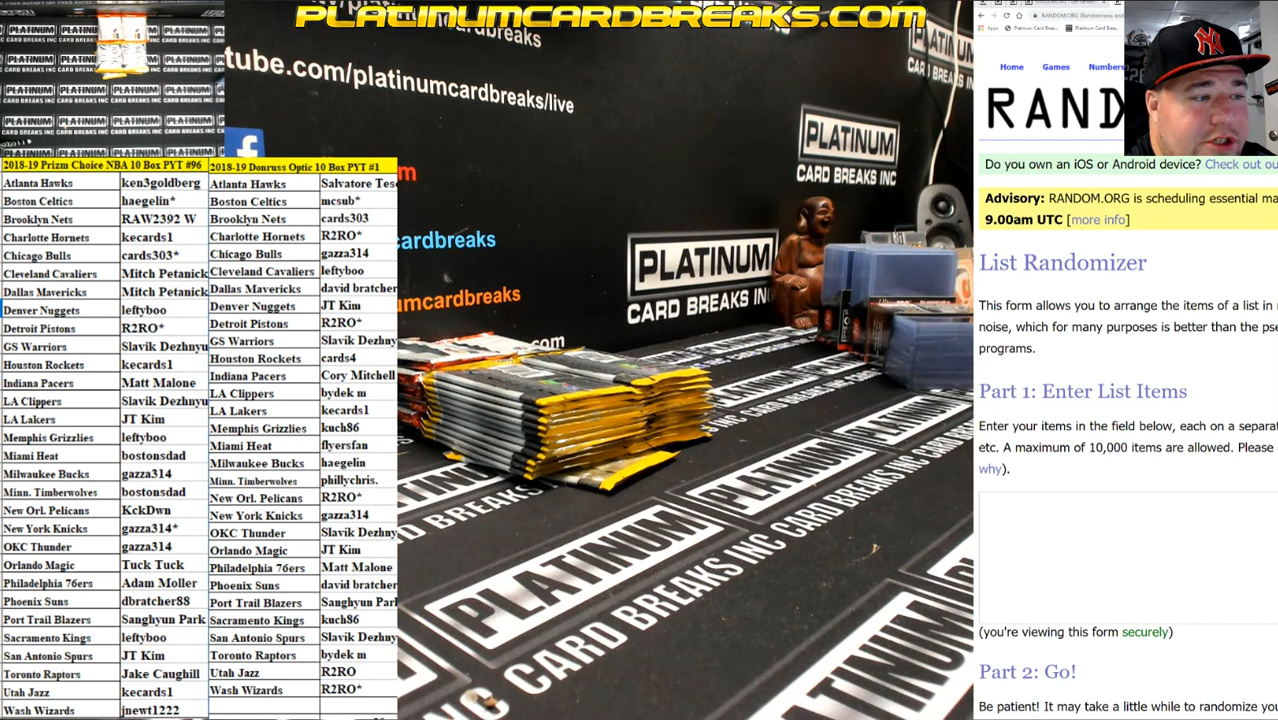 PLATINUMCARDBREAKS.COM
tube.com/platinumcardbreaks/live
cardbreaks
umcardbreaks
PLATINUM
CARD BREAKS INC
PLATINUM
CARD BREAKS INC
2018-19 Prizm Choice NBA 10 Box PYT #96
Atlanta Hawks ken3goldberg
Boston Celtics haegelin*
Brooklyn Nets RAW2392 W
Charlotte Hornets kecards1
Chicago Bulls cards303*
Cleveland Cavaliers Mitch Petanick
Dallas Mavericks Mitch Petanick
Denver Nuggets leftyboo
Detroit Pistons R2RO*
GS Warriors Slavik Dezhnyu
Houston Rockets kecards1
Indiana Pacers Matt Malone
LA Clippers Slavik Dezhnyu
LA Lakers JT Kim
Memphis Grizzlies leftyboo
Miami Heat bostonsdad
Milwaukee Bucks gazza314
Minn. Timberwolves bostonsdad
New Orl. Pelicans KckDwn
New York Knicks gazza314*
OKC Thunder gazza314
Orlando Magic Tuck Tuck
Philadelphia 76ers Adam Moller
Phoenix Suns dbratcher88
Port Trail Blazers Sanghyun Park
Sacramento Kings leftyboo
San Antonio Spurs JT Kim
Toronto Raptors Jake Caughill
Utah Jazz kecards1
Wash Wizards jnewt1222
2018-19 Donruss Optic 10 Box PYT #1
Atlanta Hawks Salvatore Tes
Boston Celtics mcsub*
Brooklyn Nets cards303
Charlotte Hornets R2RO*
Chicago Bulls gazza314
Cleveland Cavaliers leftyboo
Dallas Mavericks david bratcher
Denver Nuggets JT Kim
Detroit Pistons R2RO*
GS Warriors Slavik Dezhny
Houston Rockets cards4
Indiana Pacers Cory Mitchell
LA Clippers bydek m
LA Lakers kecards1
Memphis Grizzlies kuch86
Miami Heat flyersfan
Milwaukee Bucks haegelin
Minn. Timberwolves phillychris.
New Orl. Pelicans R2RO*
New York Knicks gazza314
OKC Thunder Slavik Dezhny
Orlando Magic JT Kim
Philadelphia 76ers Matt Malone
Phoenix Suns david bratcher
Port Trail Blazers Sanghyun Park
Sacramento Kings kuch86
San Antonio Spurs Slavik Dezhny
Toronto Raptors bydek m
Utah Jazz R2RO
Wash Wizards R2RO*
PLATINUM
CARD BREAKS INC
PLATINUM
CARD BREAKS INC
Home Games Numbers
RAND
Do you own an iOS or Android device? Check out ou
Advisory: RANDOM.ORG is scheduling essential ma
9.00am UTC [more info]
List Randomizer
This form allows you to arrange the items of a list in
noise, which for many purposes is better than the pse
programs.
Part 1: Enter List Items
Enter your items in the field below, each on a separat
etc. A maximum of 10,000 items are allowed. Please
why).
(you're viewing this form securely)
Part 2: Go!
Be patient! It may take a little while to randomize you